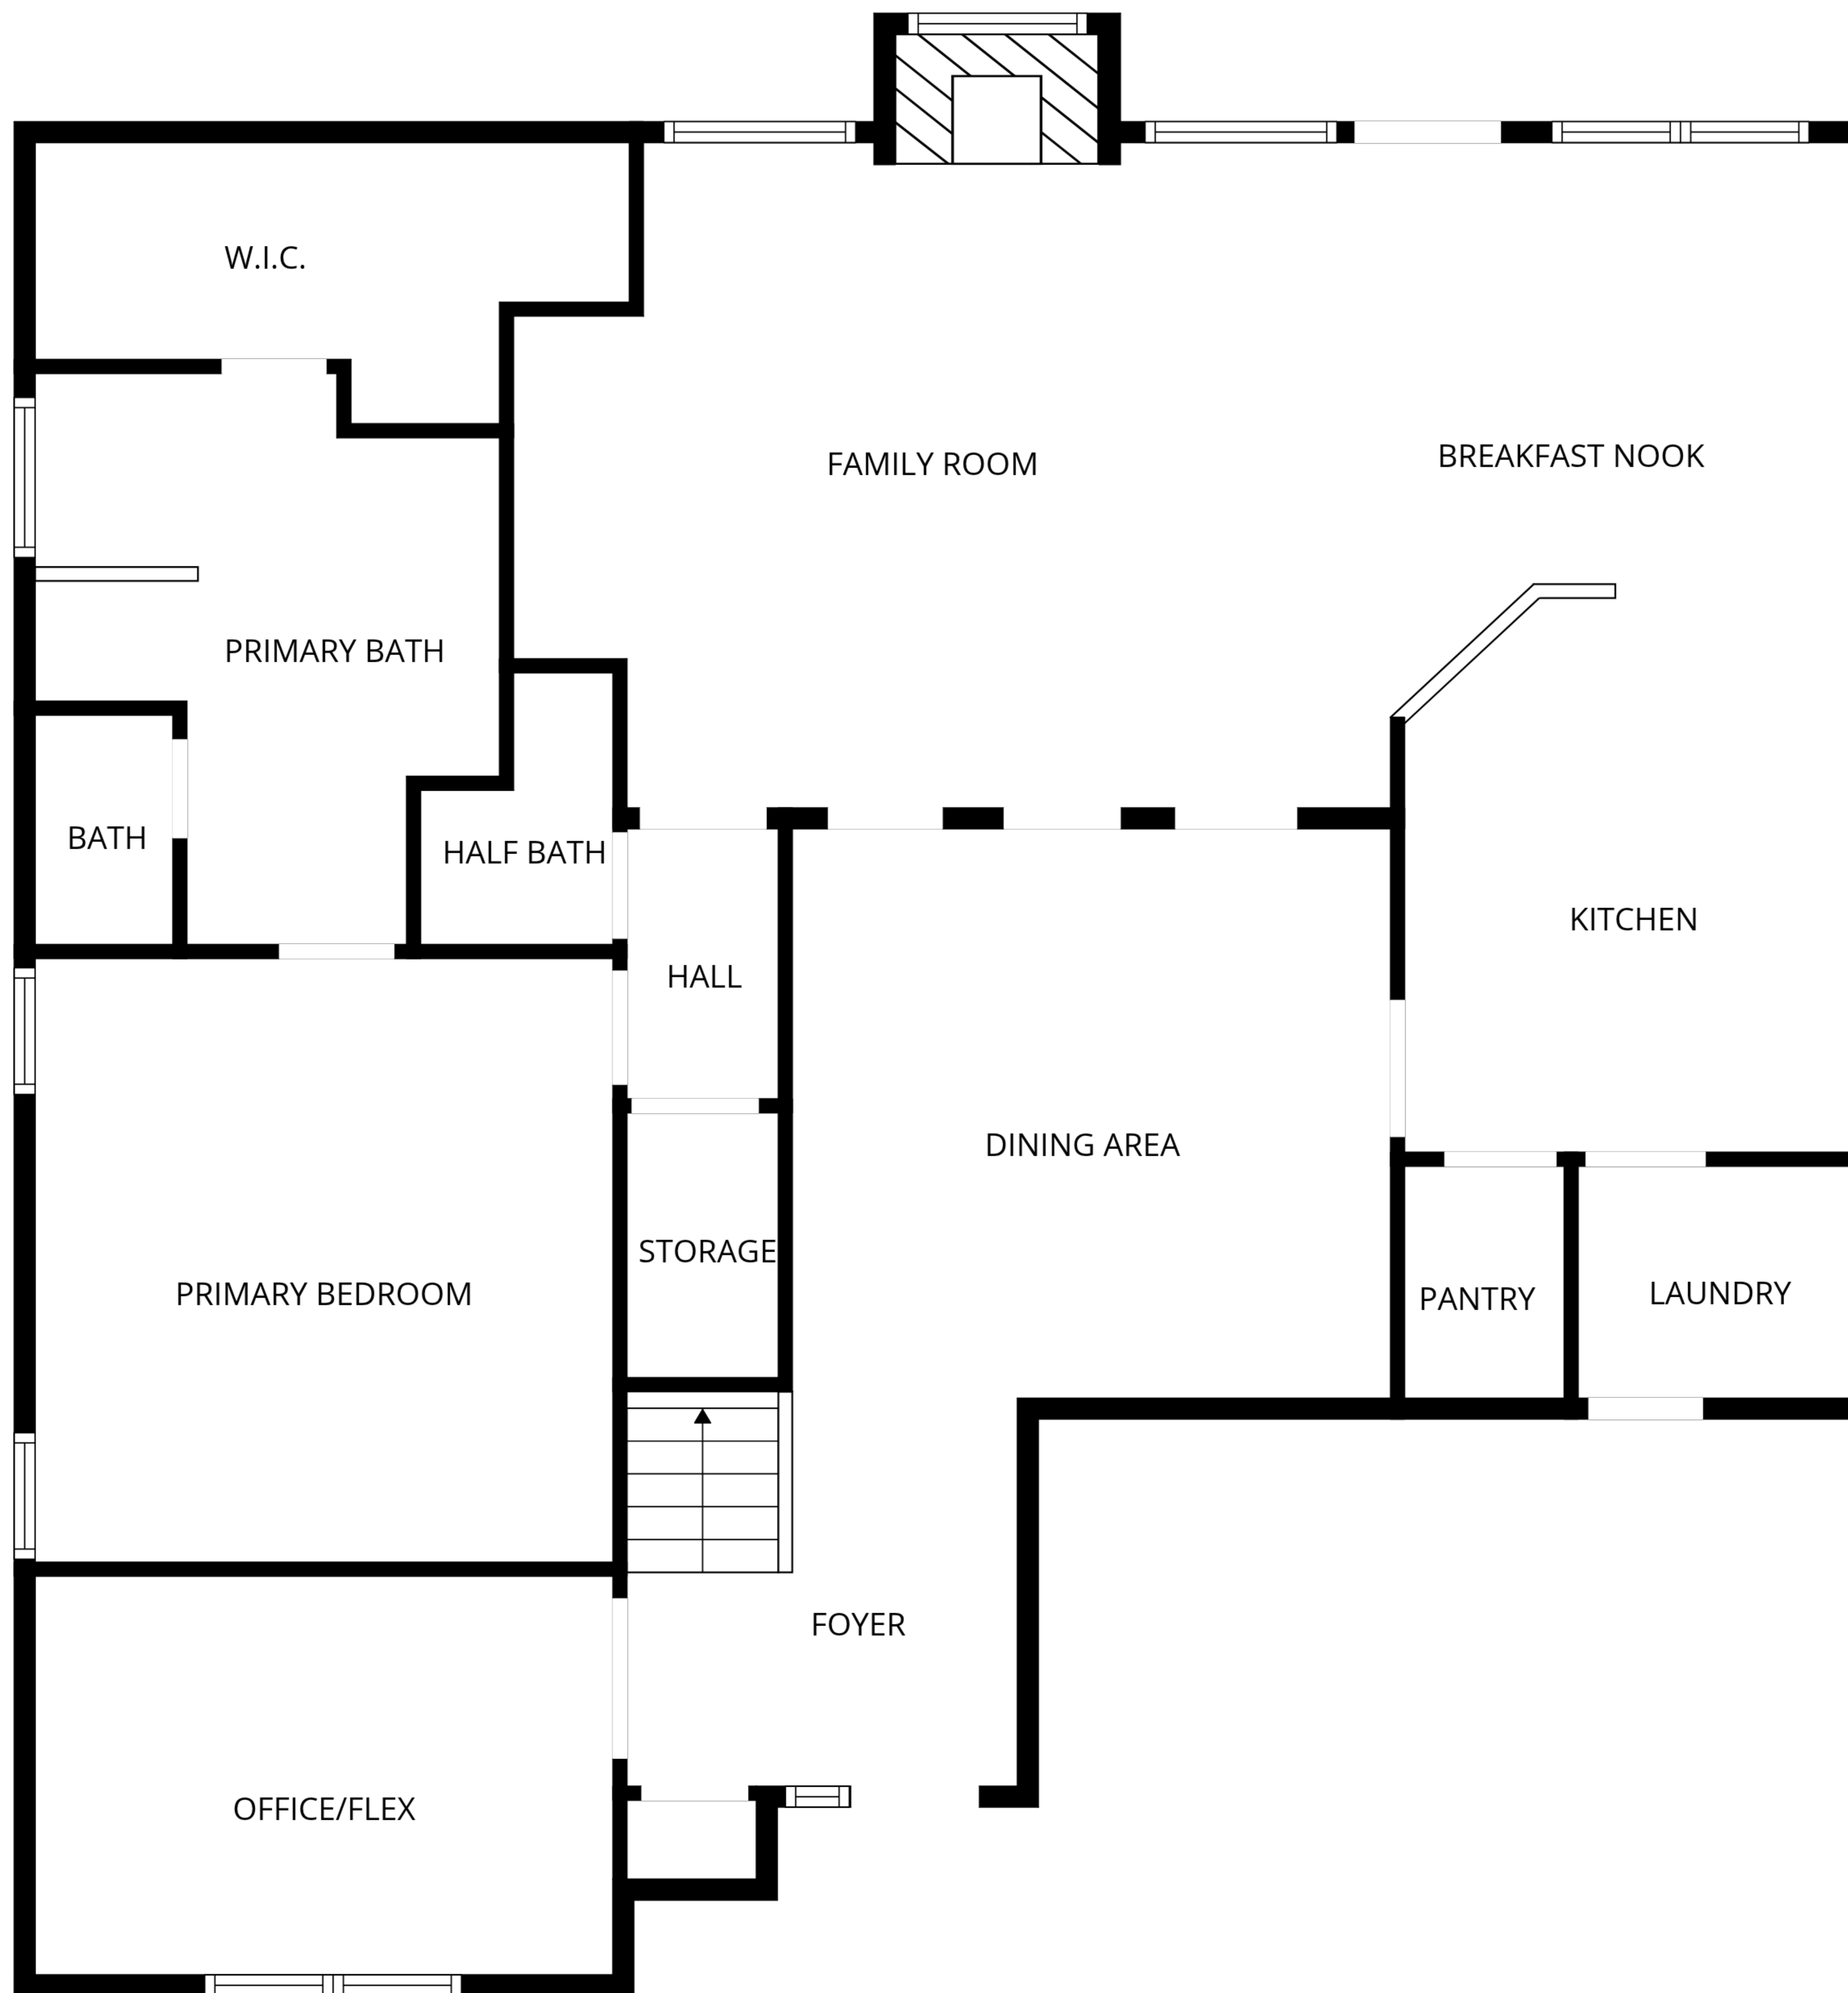 W.I.C.
FAMILY ROOM
BREAKFAST NOOK
PRIMARY BATH
BATH
HALF BATH
KITCHEN
HALL
DINING AREA
STORAGE
PRIMARY BEDROOM
PANTRY
LAUNDRY
FOYER
OFFICE/FLEX